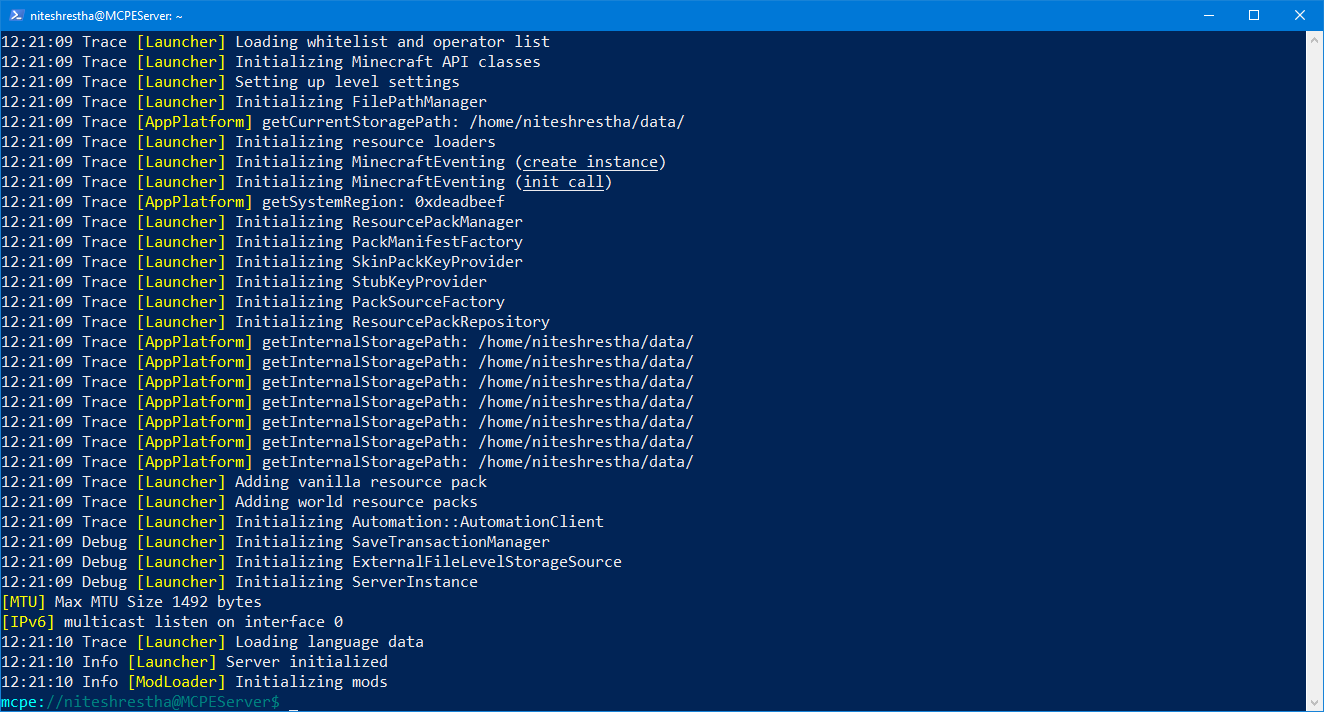 niteshrestha@MCPEServer: ~
12:21:09 Trace [Launcher] Loading whitelist and operator list
12:21:09 Trace [Launcher] Initializing Minecraft API classes
12:21:09 Trace [Launcher] Setting up level settings
12:21:09 Trace [Launcher] Initializing FilePathManager
12:21:09 Trace [AppPlatform] getCurrentStoragePath: /home/niteshrestha/data/
12:21:09 Trace [Launcher] Initializing resource loaders
12:21:09 Trace [Launcher] Initializing MinecraftEventing (create instance)
12:21:09 Trace [Launcher] Initializing MinecraftEventing (init call)
12:21:09 Trace [AppPlatform] getSystemRegion: 0xdeadbeef
12:21:09 Trace [Launcher] Initializing ResourcePackManager
12:21:09 Trace [Launcher] Initializing PackManifestFactory
12:21:09 Trace [Launcher] Initializing SkinPackKeyProvider
12:21:09 Trace [Launcher] Initializing StubKeyProvider
12:21:09 Trace [Launcher] Initializing PackSourceFactory
12:21:09 Trace [Launcher] Initializing ResourcePackRepository
12:21:09 Trace [AppPlatform] getInternalStoragePath: /home/niteshrestha/data/
12:21:09 Trace [AppPlatform] getInternalStoragePath: /home/niteshrestha/data/
12:21:09 Trace [AppPlatform] getInternalStoragePath: /home/niteshrestha/data/
12:21:09 Trace [AppPlatform] getInternalStoragePath: /home/niteshrestha/data/
12:21:09 Trace [AppPlatform] getInternalStoragePath: /home/niteshrestha/data/
12:21:09 Trace [AppPlatform] getInternalStoragePath: /home/niteshrestha/data/
12:21:09 Trace [AppPlatform] getInternalStoragePath: /home/niteshrestha/data/
12:21:09 Trace [Launcher] Adding vanilla resource pack
12:21:09 Trace [Launcher] Adding world resource packs
12:21:09 Trace [Launcher] Initializing Automation::AutomationClient
12:21:09 Debug [Launcher] Initializing SaveTransactionManager
12:21:09 Debug [Launcher] Initializing ExternalFileLevelStorageSource
12:21:09 Debug [Launcher] Initializing ServerInstance
[MTU] Max MTU Size 1492 bytes
[IPv6] multicast listen on interface 0
12:21:10 Trace [Launcher] Loading language data
12:21:10 Info [Launcher] Server initialized
12:21:10 Info [ModLoader] Initializing mods
mcpe://niteshrestha@MCPEServer$ _